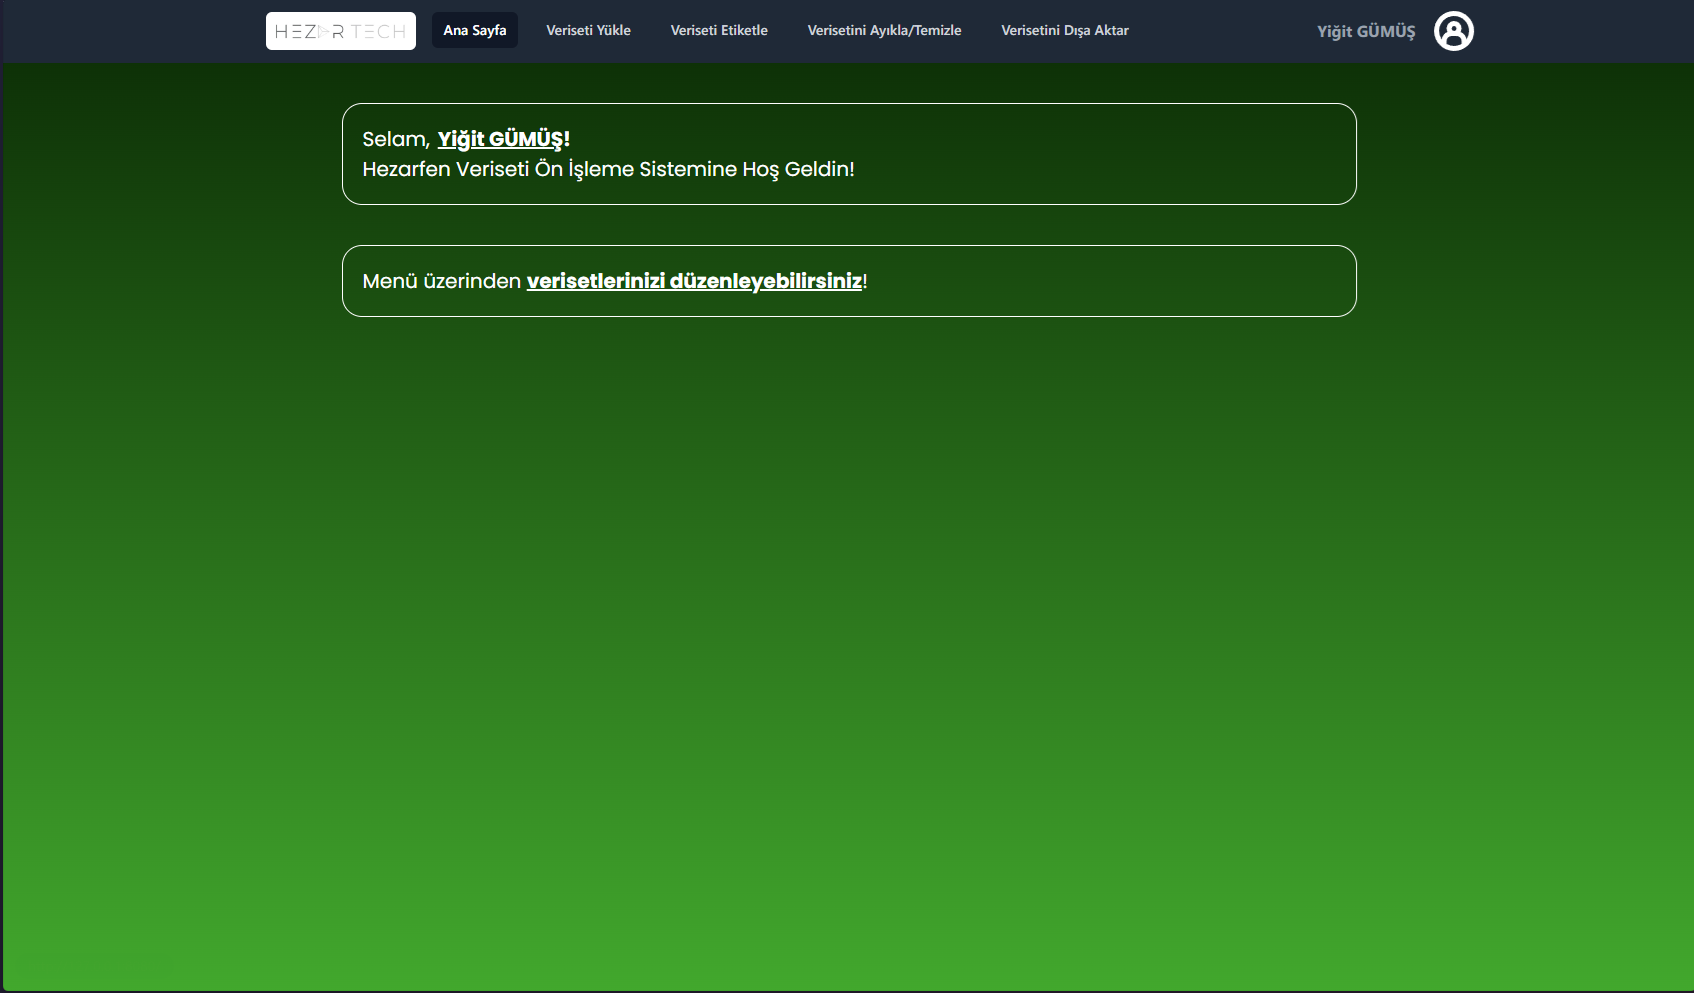 HEZAR TECH
Ana Sayfa
Veriseti Yükle
Veriseti Etiketle
Verisetini Ayıkla/Temizle
Verisetini Dışa Aktar
Yiğit GÜMÜŞ
Selam, Yiğit GÜMÜŞ!
Hezarfen Veriseti Ön İşleme Sistemine Hoş Geldin!
Menü üzerinden verisetlerinizi düzenleyebilirsiniz!